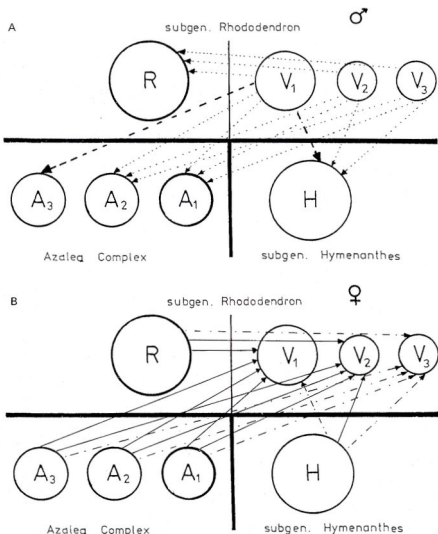 A
subgen. Rhododendron ♂
R V1 V2 V3
A3 A2 A1 H
Azalea Complex subgen. Hymenanthes
B
subgen. Rhododendron ♀
R V1 V2 V3
A3 A2 A1 H
Azalea Complex subgen. Hymenanthes